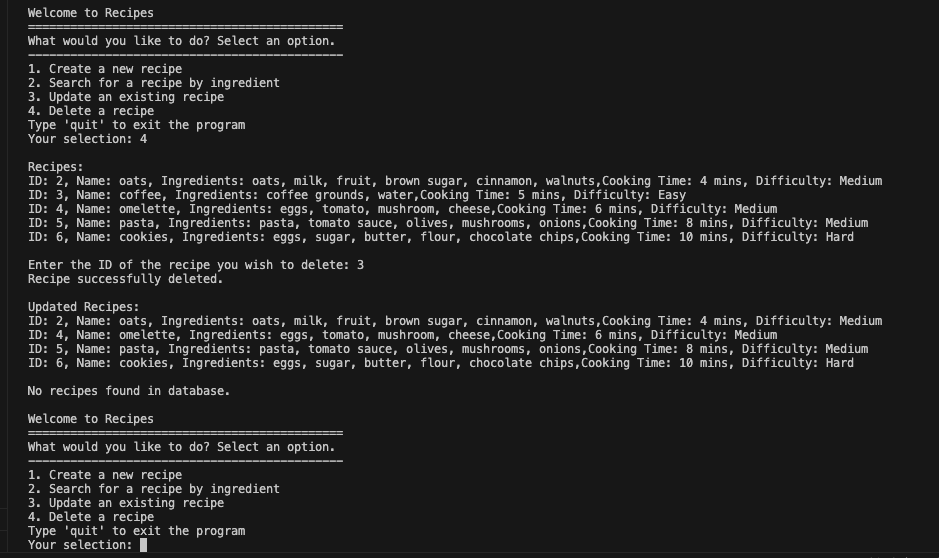 Welcome to Recipes
=============================================
What would you like to do? Select an option.
---------------------------------------------
1. Create a new recipe
2. Search for a recipe by ingredient
3. Update an existing recipe
4. Delete a recipe
Type 'quit' to exit the program
Your selection: 4
Recipes:
ID: 2, Name: oats, Ingredients: oats, milk, fruit, brown sugar, cinnamon, walnuts,Cooking Time: 4 mins, Difficulty: Medium
ID: 3, Name: coffee, Ingredients: coffee grounds, water,Cooking Time: 5 mins, Difficulty: Easy
ID: 4, Name: omelette, Ingredients: eggs, tomato, mushroom, cheese,Cooking Time: 6 mins, Difficulty: Medium
ID: 5, Name: pasta, Ingredients: pasta, tomato sauce, olives, mushrooms, onions,Cooking Time: 8 mins, Difficulty: Medium
ID: 6, Name: cookies, Ingredients: eggs, sugar, butter, flour, chocolate chips,Cooking Time: 10 mins, Difficulty: Hard
Enter the ID of the recipe you wish to delete: 3
Recipe successfully deleted.
Updated Recipes:
ID: 2, Name: oats, Ingredients: oats, milk, fruit, brown sugar, cinnamon, walnuts,Cooking Time: 4 mins, Difficulty: Medium
ID: 4, Name: omelette, Ingredients: eggs, tomato, mushroom, cheese,Cooking Time: 6 mins, Difficulty: Medium
ID: 5, Name: pasta, Ingredients: pasta, tomato sauce, olives, mushrooms, onions,Cooking Time: 8 mins, Difficulty: Medium
ID: 6, Name: cookies, Ingredients: eggs, sugar, butter, flour, chocolate chips,Cooking Time: 10 mins, Difficulty: Hard
No recipes found in database.
Welcome to Recipes
=============================================
What would you like to do? Select an option.
---------------------------------------------
1. Create a new recipe
2. Search for a recipe by ingredient
3. Update an existing recipe
4. Delete a recipe
Type 'quit' to exit the program
Your selection: